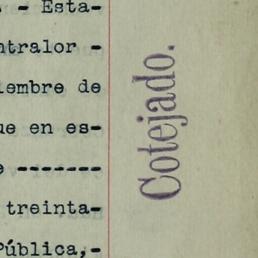 - Esta-
ntralor -
iembre de
ue en es-
e -------
treinta-
Pública,-
Cotejado.